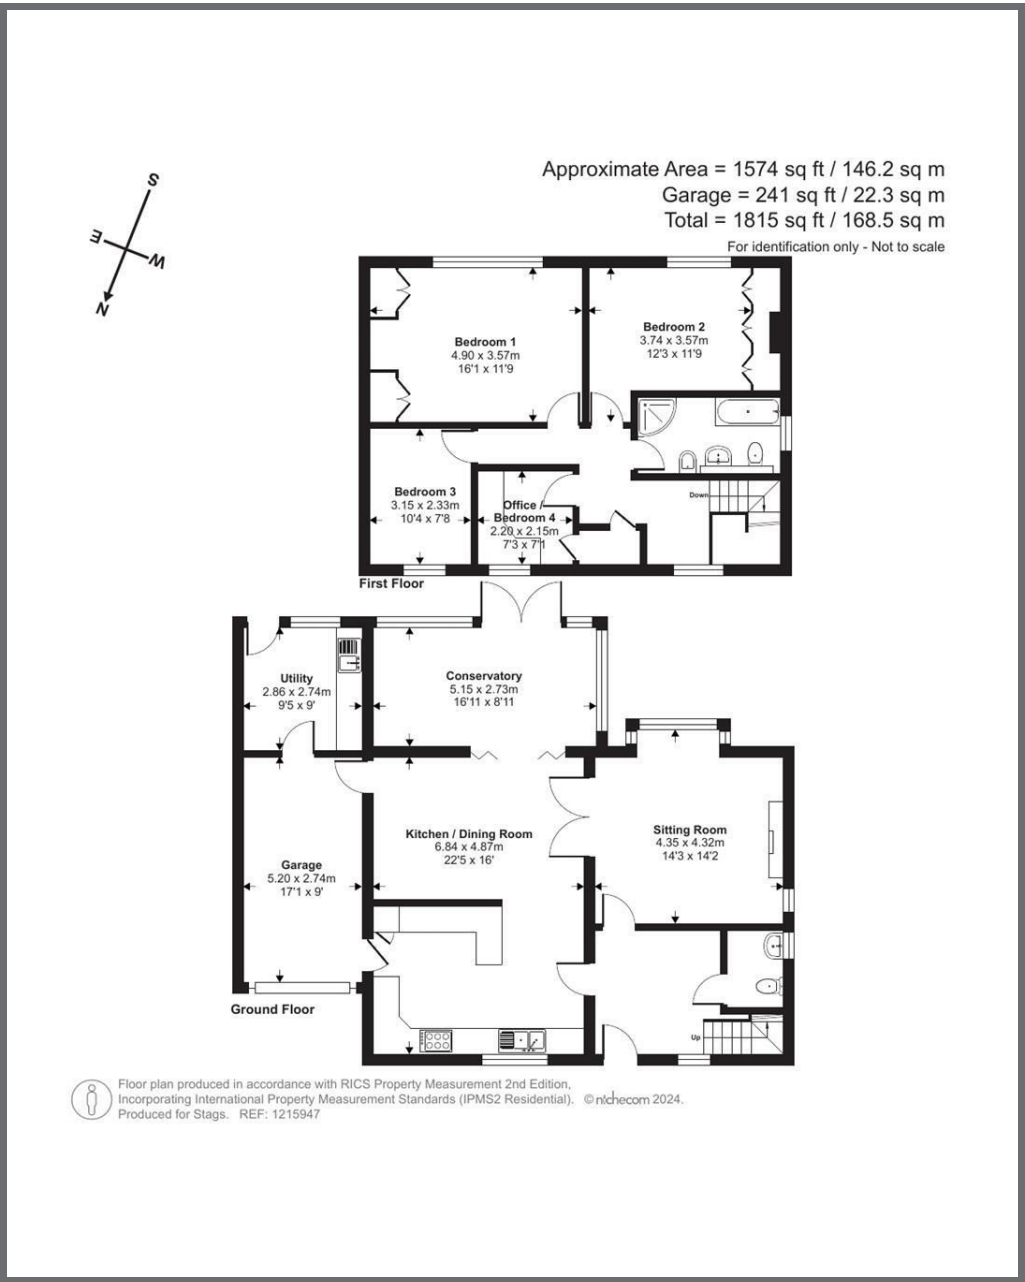 Approximate Area = 1574 sq ft / 146.2 sq m
Garage = 241 sq ft / 22.3 sq m
Total = 1815 sq ft / 168.5 sq m
For identification only - Not to scale
S
E
W
N
Bedroom 1
4.90 x 3.57m
16'1 x 11'9
Bedroom 2
3.74 x 3.57m
12'3 x 11'9
Bedroom 3
3.15 x 2.33m
10'4 x 7'8
Office /
Bedroom 4
2.20 x 2.15m
7'3 x 7'1
Down
First Floor
Utility
2.86 x 2.74m
9'5 x 9'
Conservatory
5.15 x 2.73m
16'11 x 8'11
Kitchen / Dining Room
6.84 x 4.87m
22'5 x 16'
Sitting Room
4.35 x 4.32m
14'3 x 14'2
Garage
5.20 x 2.74m
17'1 x 9'
Up
Ground Floor
Floor plan produced in accordance with RICS Property Measurement 2nd Edition,
Incorporating International Property Measurement Standards (IPMS2 Residential). © nichecom 2024.
Produced for Stags. REF: 1215947